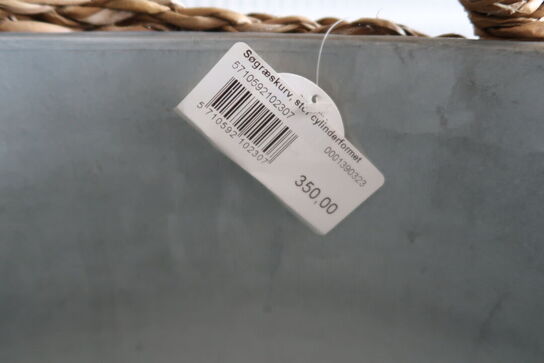 Søgræskurv, stor cylinderformet
5710592102307
5 710592 102307
0001390323
350,00